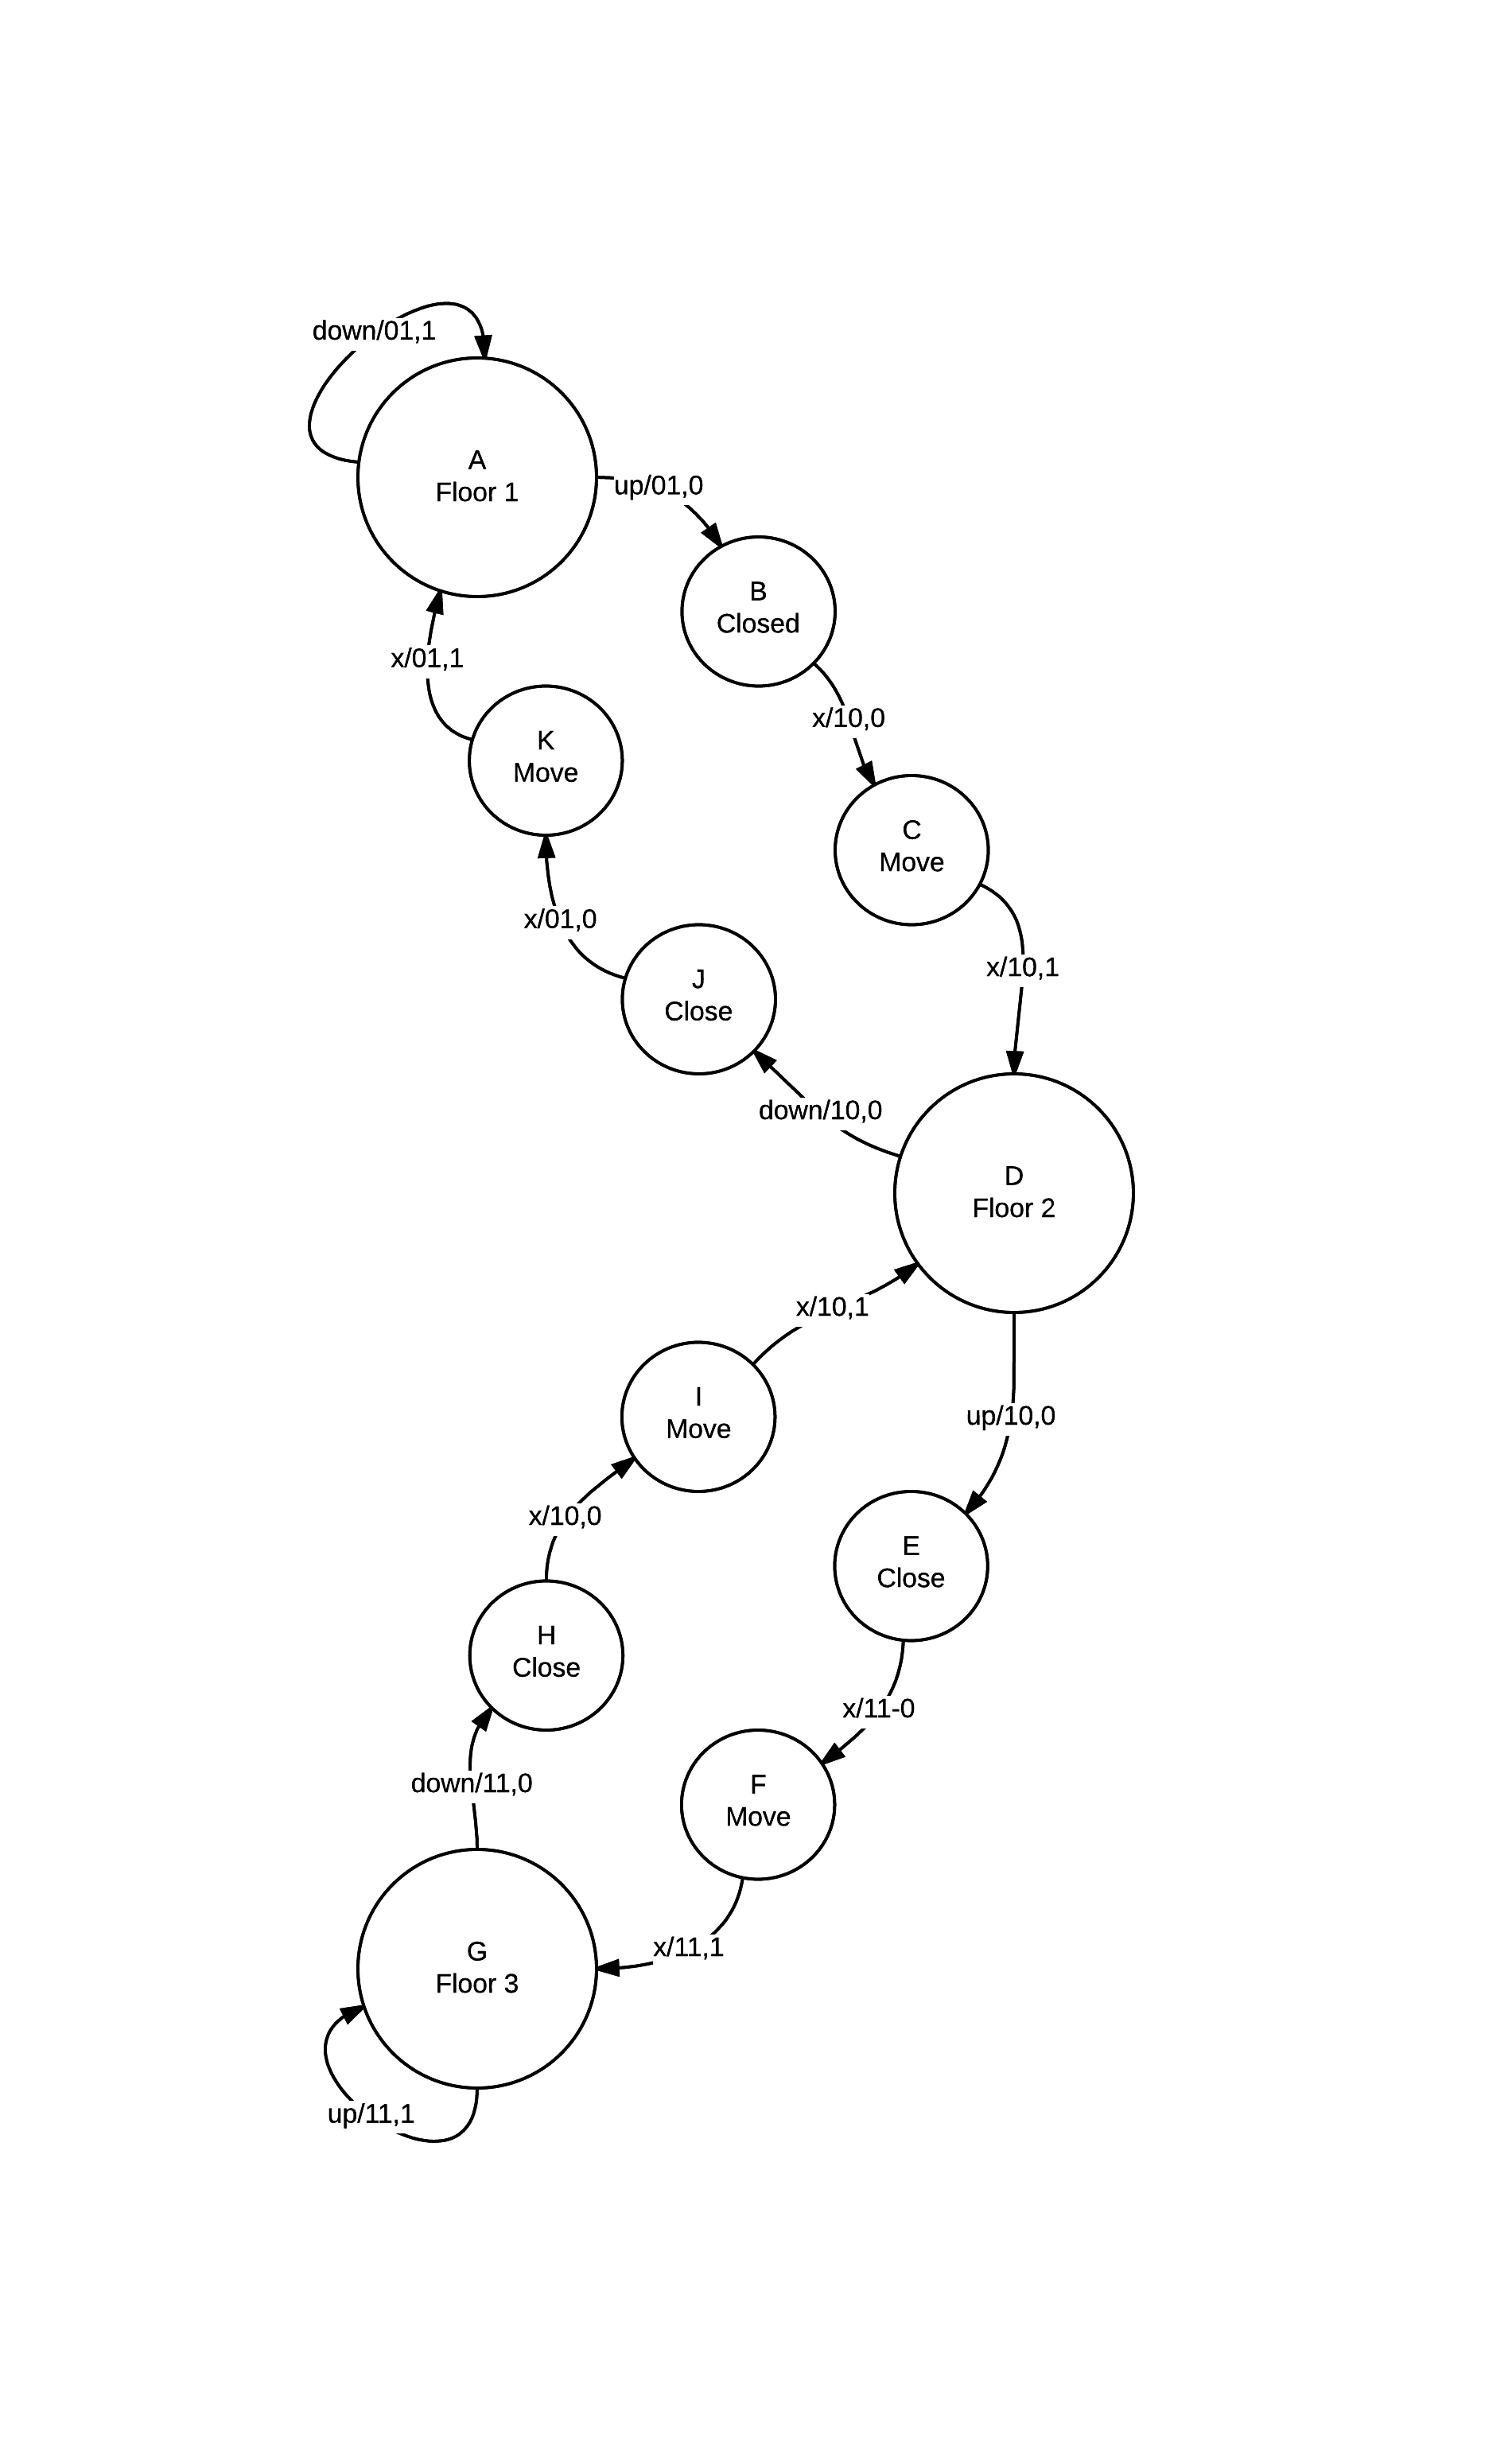 down/01,1
A
Floor 1
up/01,0
B
Closed
x/01,1
x/10,0
K
Move
C
Move
x/01,0
x/10,1
J
Close
down/10,0
D
Floor 2
x/10,1
I
Move
up/10,0
x/10,0
E
Close
H
Close
x/11-0
down/11,0
F
Move
x/11,1
G
Floor 3
up/11,1